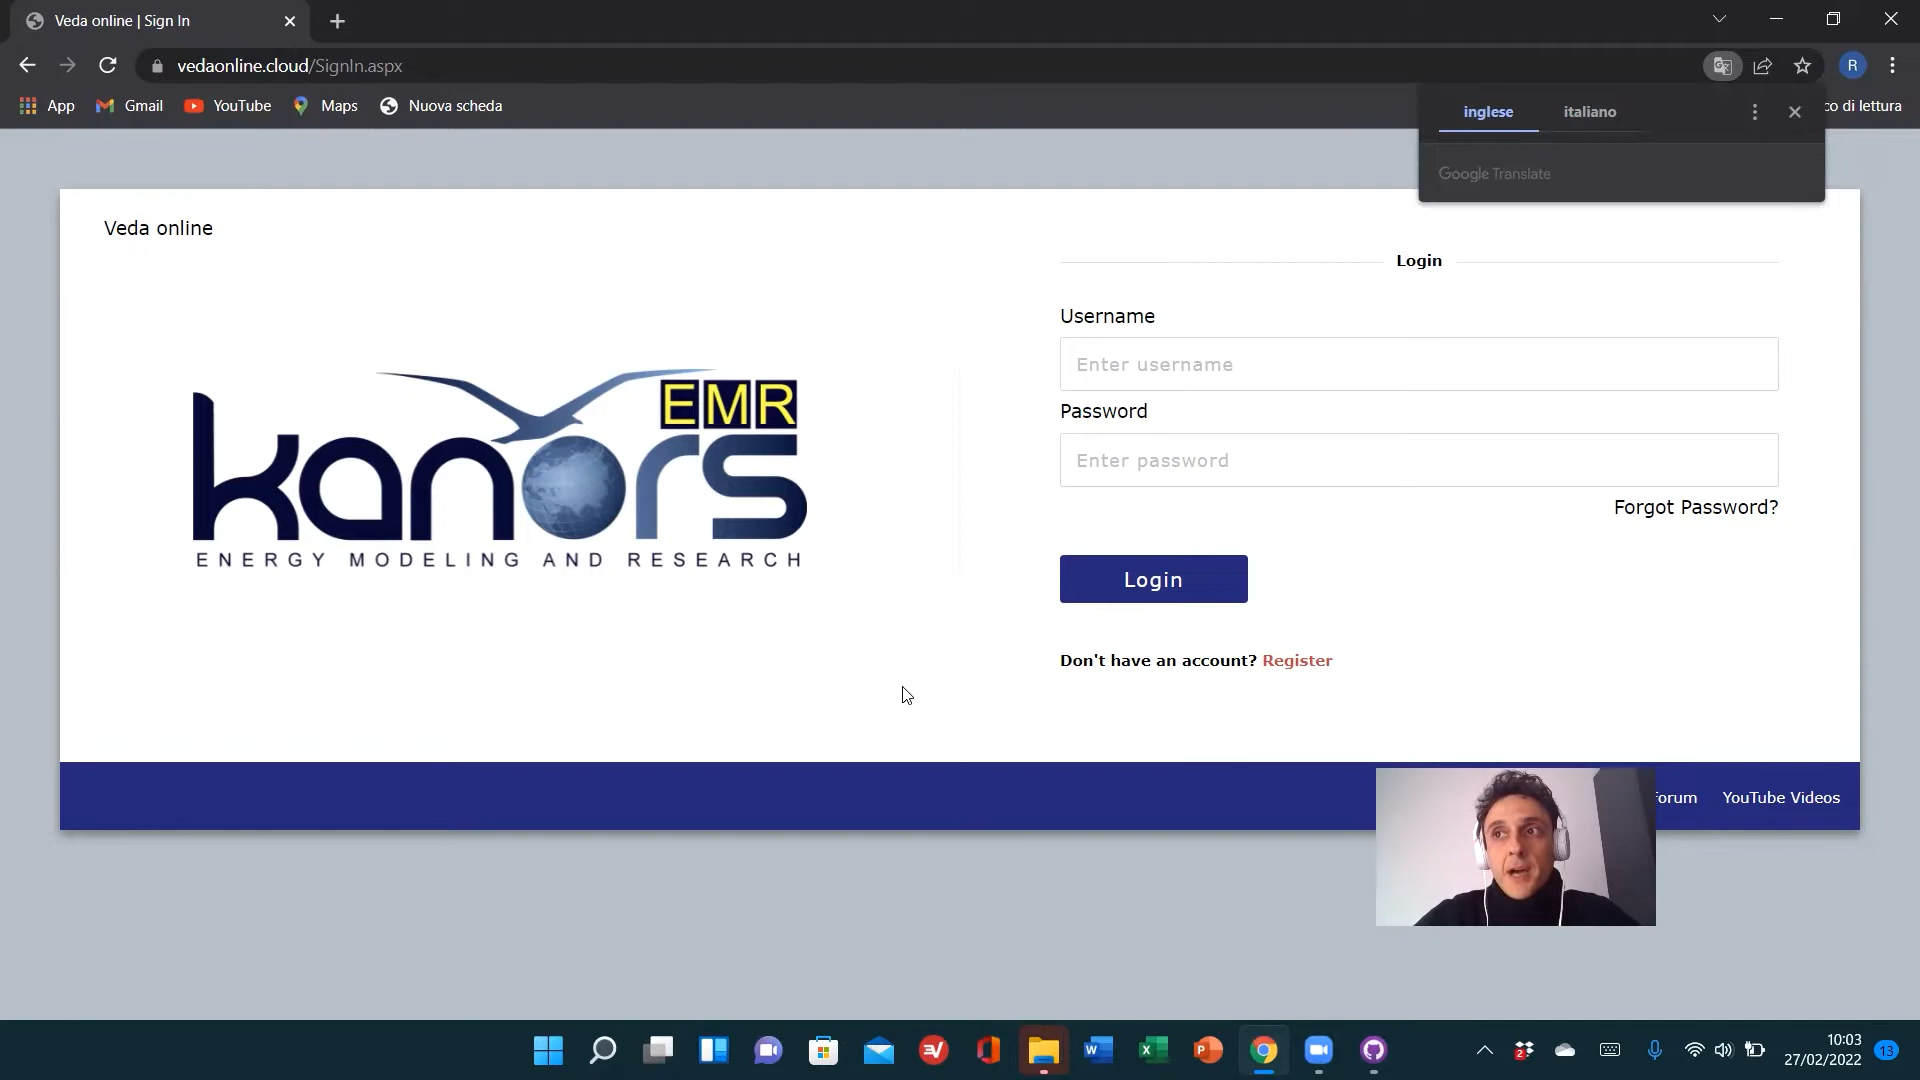 Veda online | Sign In
vedaonline.cloud/SignIn.aspx
R
App
Gmail
YouTube
Maps
Nuova scheda
co di lettura
inglese
italiano
Google Translate
Veda online
EMR
kanors
ENERGY MODELING AND RESEARCH
Login
Username
Enter username
Password
Enter password
Forgot Password?
Login
Don't have an account? Register
Forum
YouTube Videos
10:03
27/02/2022
13